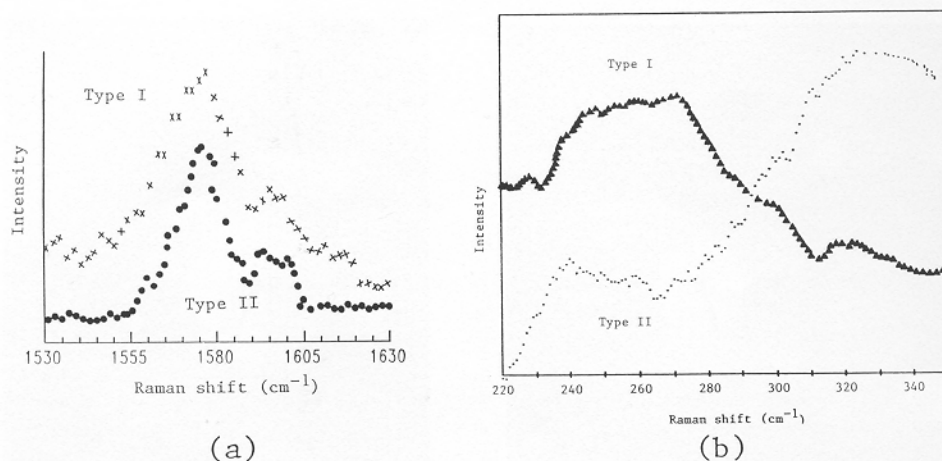 Type I
Intensity
Type II
1530 1555 1580 1605 1630
Raman shift (cm⁻¹)
(a)
Type I
Intensity
Type II
220 240 260 280 300 320 340
Raman shift (cm⁻¹)
(b)